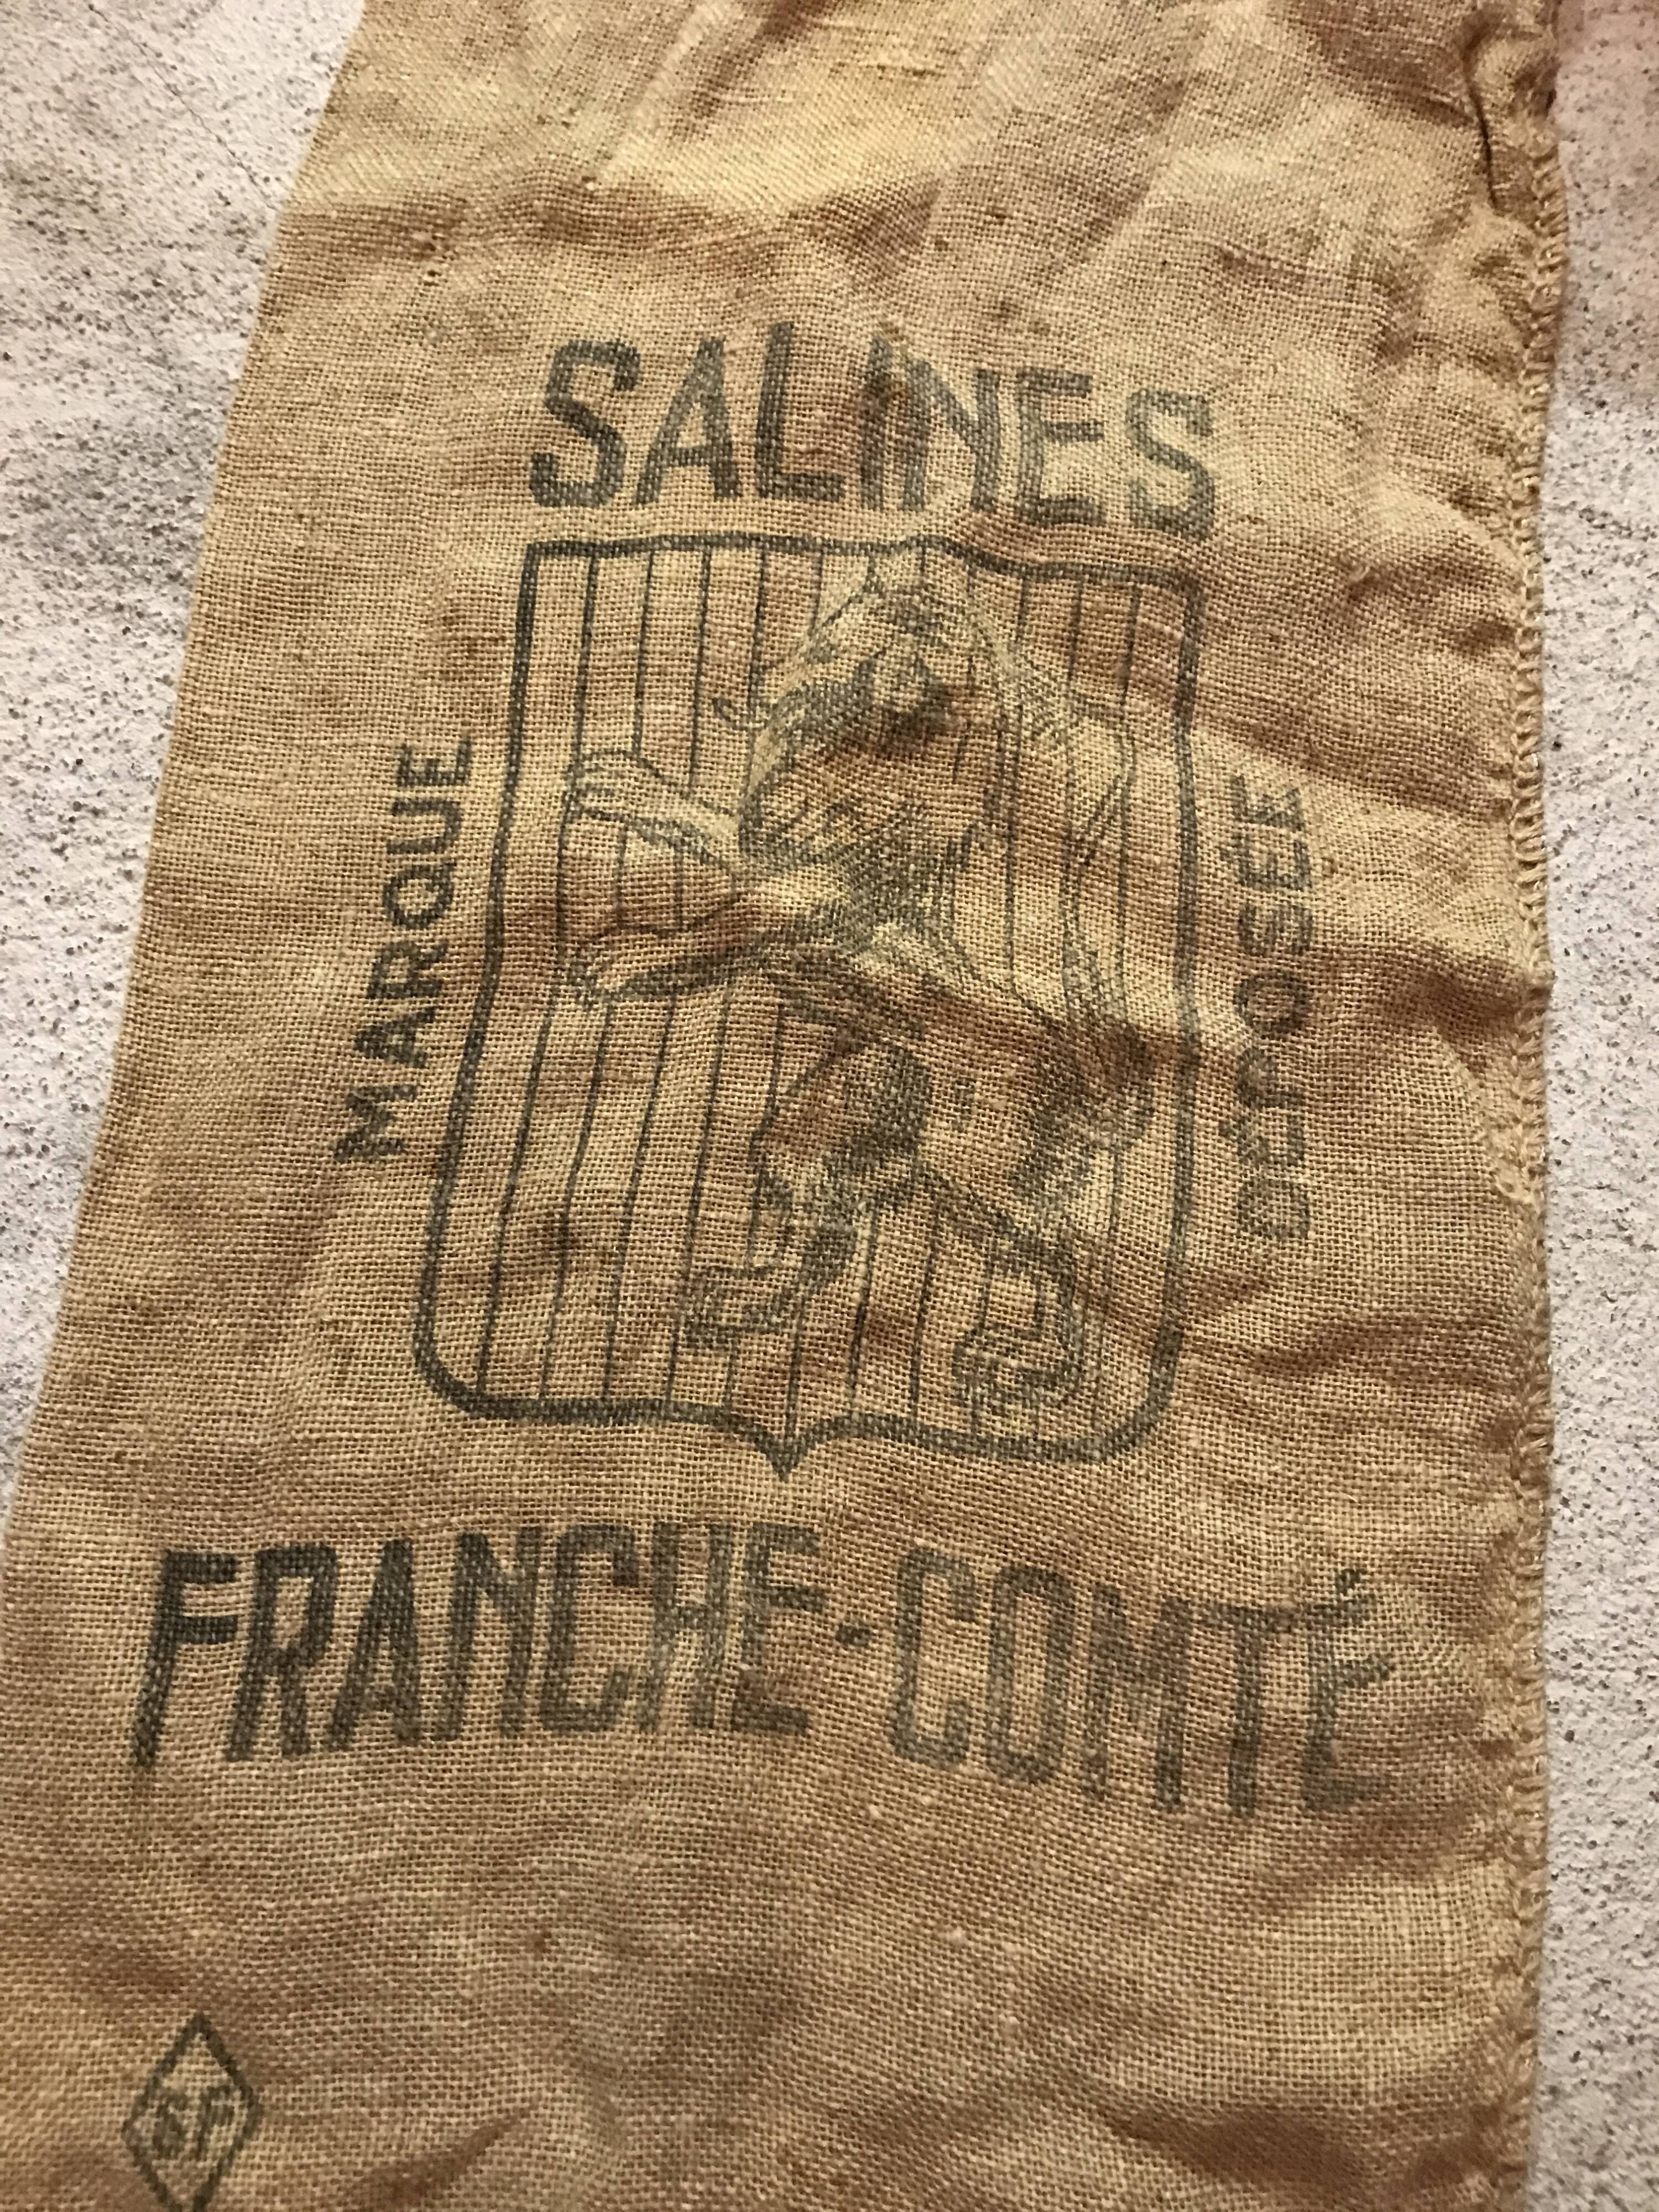 SALINES
MARQUE
DÉPOSÉE
FRANCHE-COMTÉ